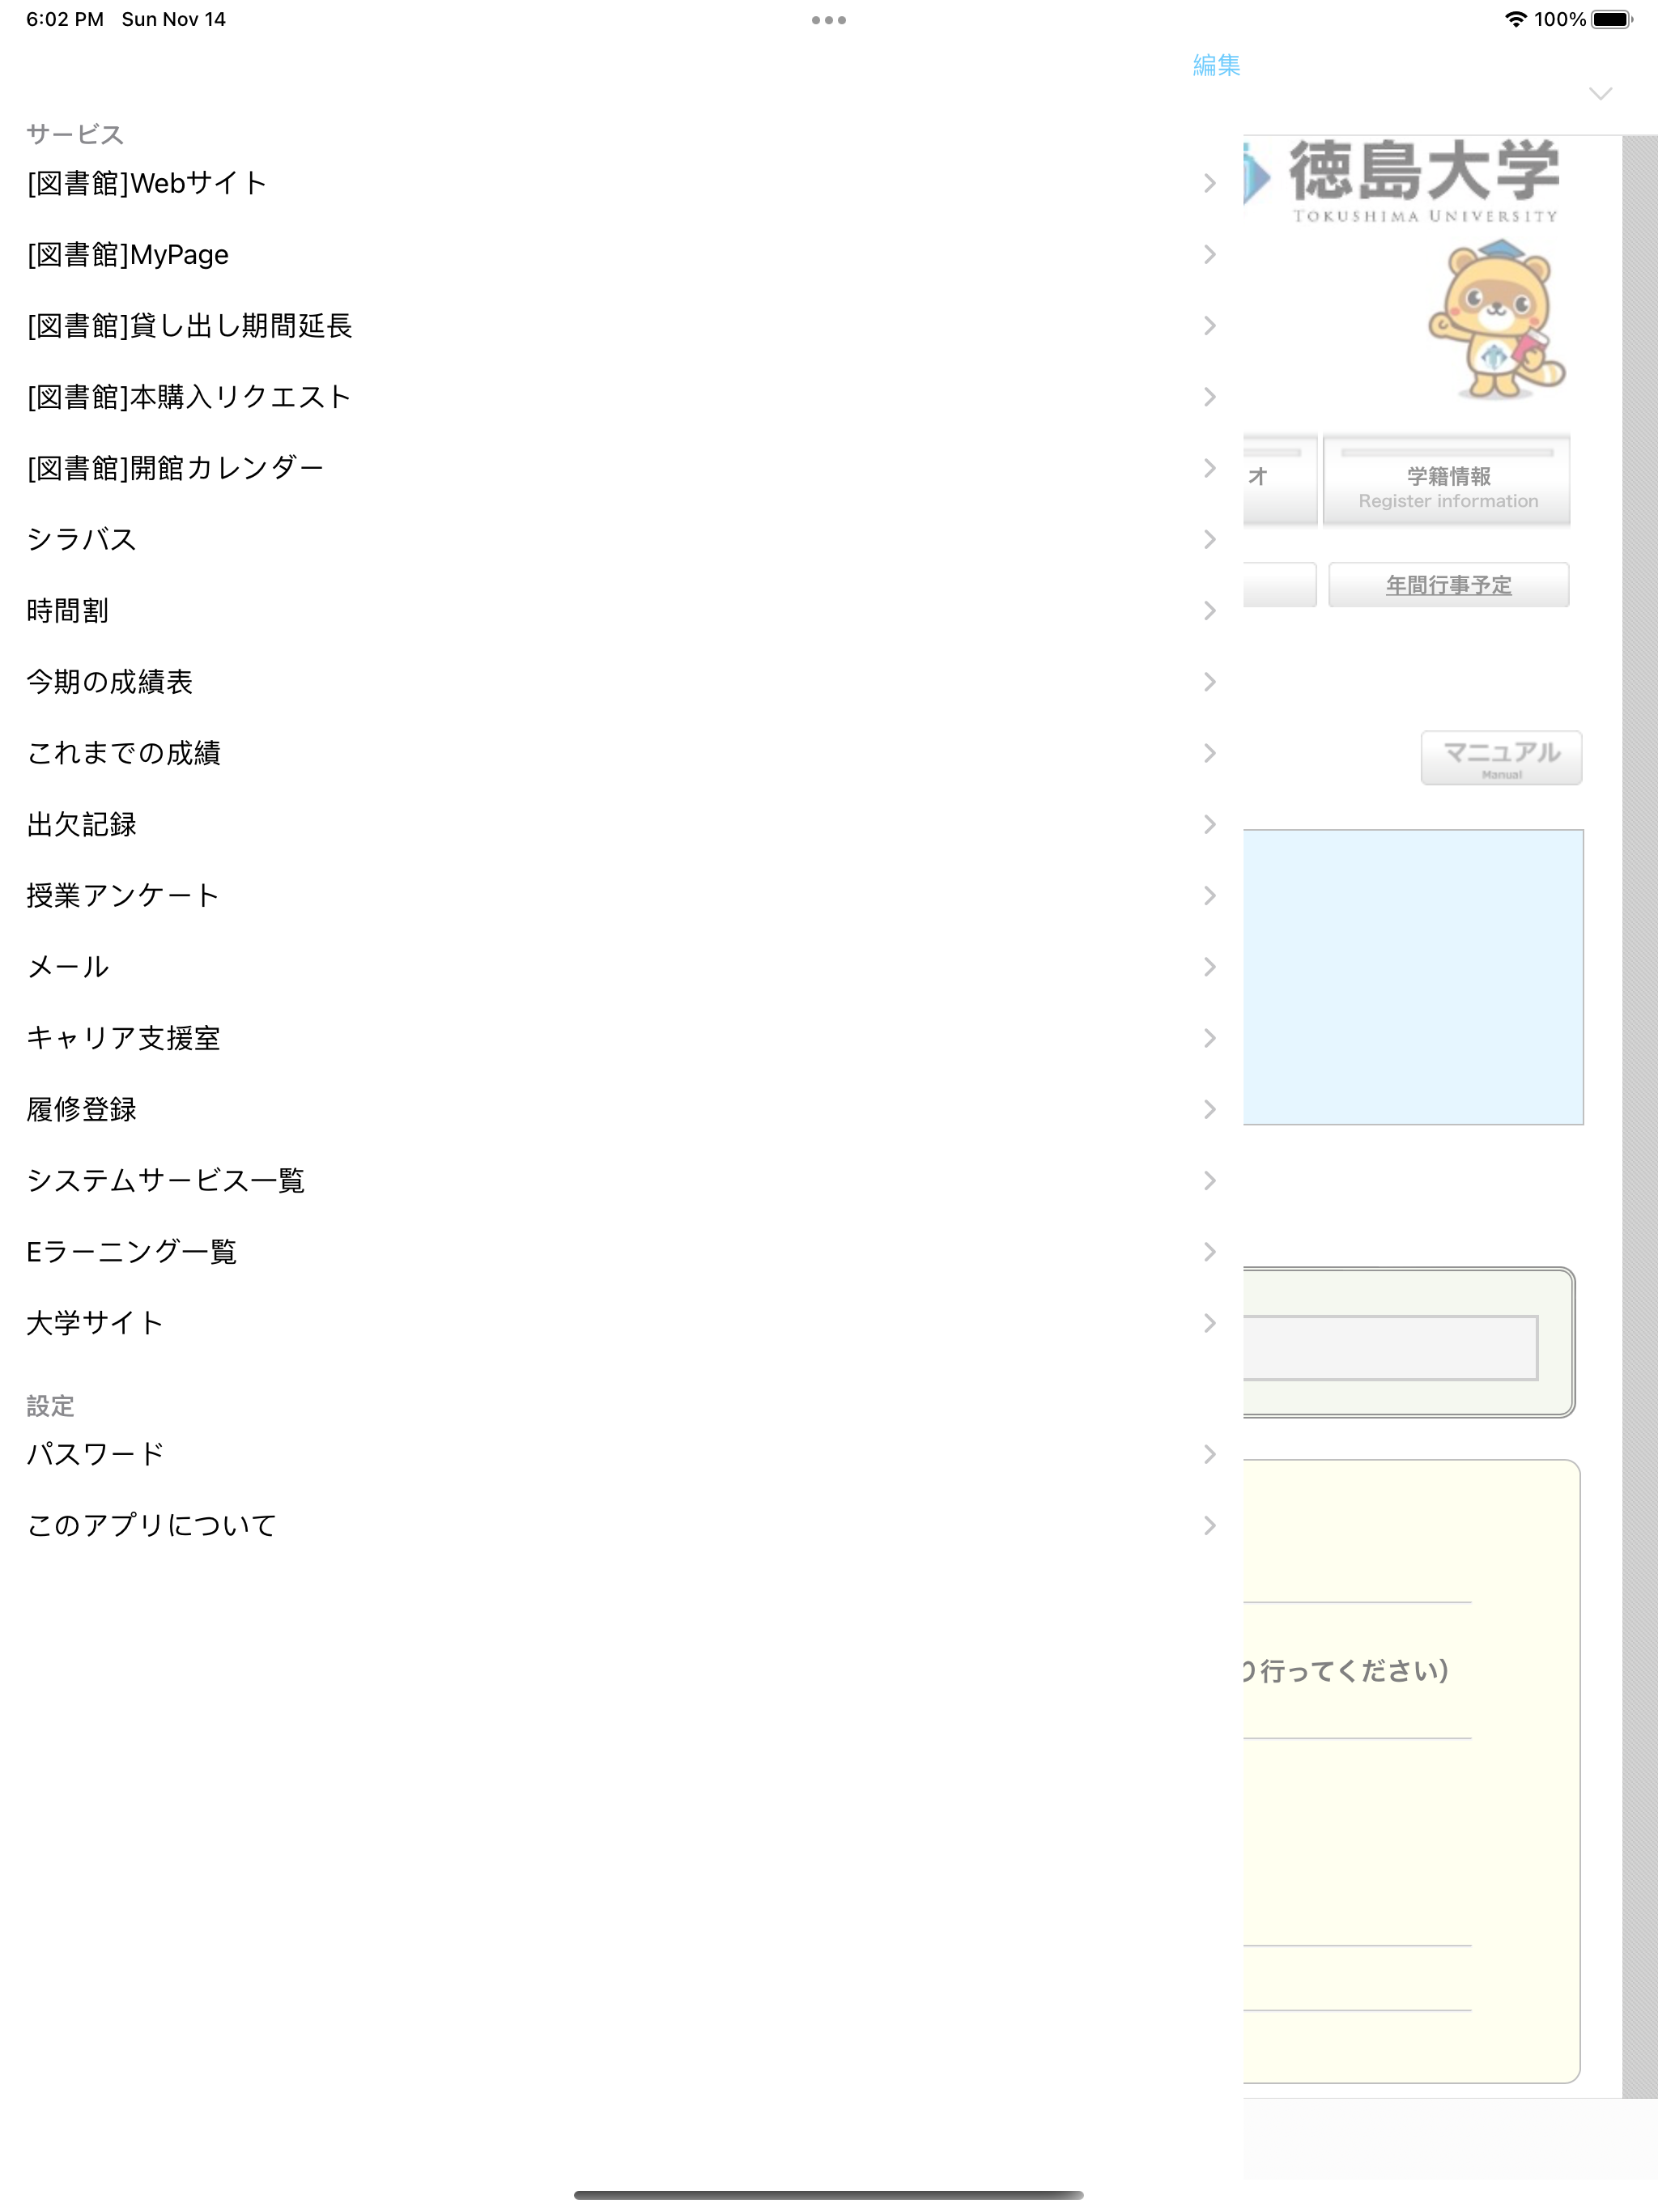 6:02 PM Sun Nov 14
100%
編集
サービス
[図書館]Webサイト
[図書館]MyPage
[図書館]貸し出し期間延長
[図書館]本購入リクエスト
[図書館]開館カレンダー
シラバス
時間割
今期の成績表
これまでの成績
出欠記録
授業アンケート
メール
キャリア支援室
履修登録
システムサービス一覧
Eラーニング一覧
大学サイト
設定
パスワード
このアプリについて
徳島大学
TOKUSHIMA UNIVERSITY
オ
学籍情報
Register information
年間行事予定
マニュアル
Manual
り行ってください）